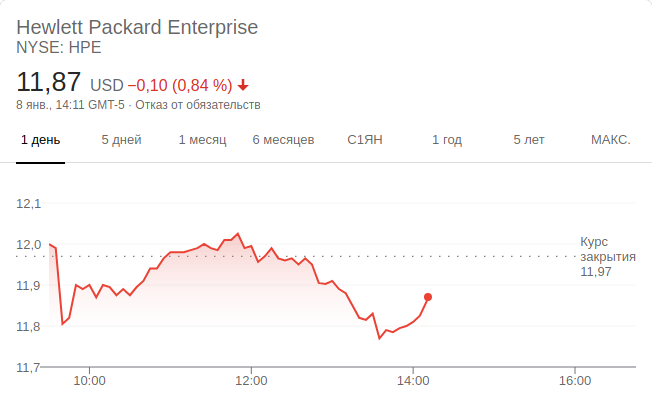 Hewlett Packard Enterprise
NYSE: HPE
11,87 USD −0,10 (0,84 %)
8 янв., 14:11 GMT-5 · Отказ от обязательств
1 день 5 дней 1 месяц 6 месяцев С1ЯН 1 год 5 лет МАКС.
12,1
12,0
11,9
11,8
11,7
Курс
закрытия
11,97
10:00 12:00 14:00 16:00